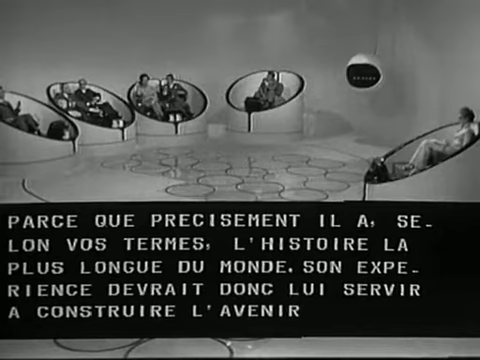 PARCE QUE PRECISEMENT IL A, SE-
LON VOS TERMES, L'HISTOIRE LA
PLUS LONGUE DU MONDE. SON EXPE-
RIENCE DEVRAIT DONC LUI SERVIR
A CONSTRUIRE L'AVENIR